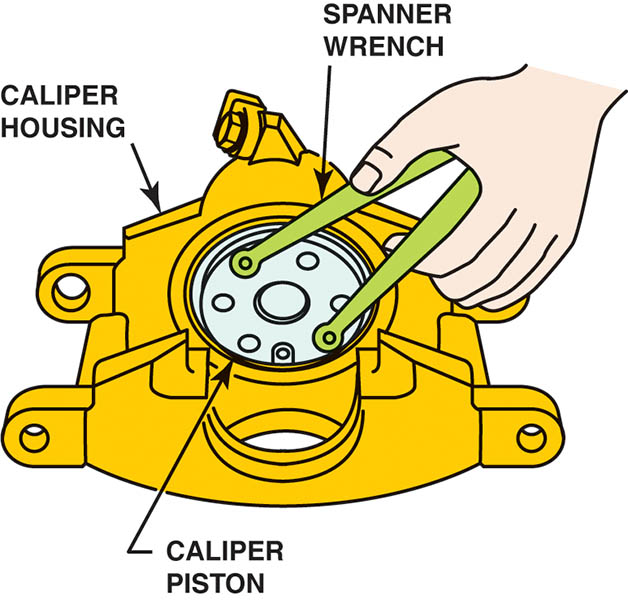 SPANNER
WRENCH
CALIPER
HOUSING
CALIPER
PISTON